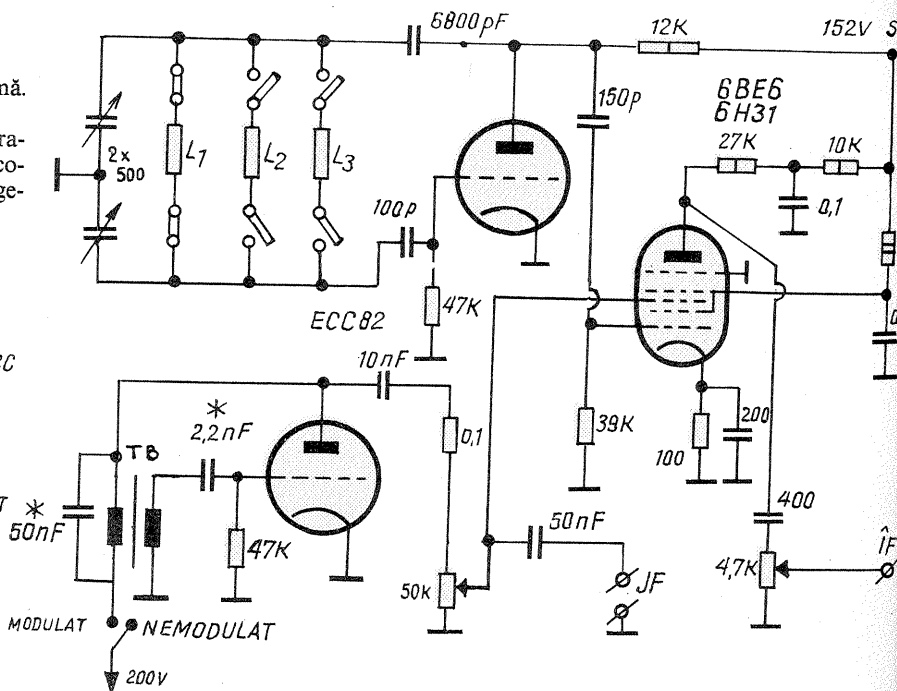 6800pF
12K
152V S
nă.
150p
6BE6
6H31
ra-
co-
ge-
2x
500
L1
L2
L3
27K
10K
0,1
100p
47K
ECC82
10nF
*
2,2nF
TB
0,1
39K
100
200
*
50nF
47K
50nF
400
ÎF
4,7K
50K
JF
MODULAT
NEMODULAT
200V